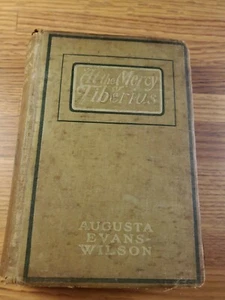 At the Mercy
of
Tiberius
AUGUSTA
EVANS-
WILSON